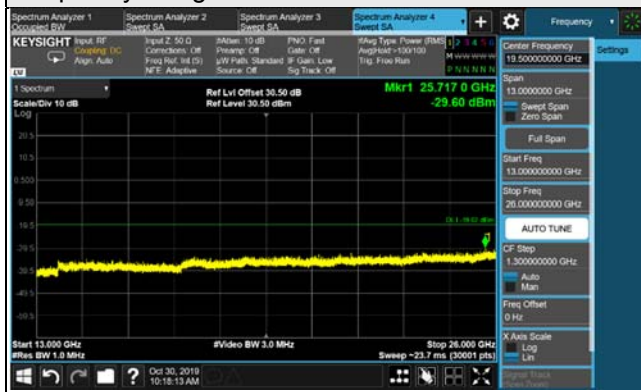 Spectrum Analyzer 1
Occupied BW
Spectrum Analyzer 2
Swept SA
Spectrum Analyzer 3
Swept SA
Spectrum Analyzer 4
Swept SA
Frequency
KEYSIGHT
Input: RF
Coupling: DC
Align: Auto
Input Z: 50 Ω
Corrections: Off
Freq Ref: Int (S)
NFE: Adaptive
#Atten: 10 dB
Preamp: Off
µW Path: Standard
Source: Off
PNO: Fast
Gate: Off
IF Gain: Low
Sig Track: Off
#Avg Type: Power (RMS)
Avg|Hold: >100/100
Trig: Free Run
1 2 3 4 5 6
M W W W W W
P N N N N N
1 Spectrum
Scale/Div 10 dB
Log
Ref Lvl Offset 30.50 dB
Ref Level 30.50 dBm
Mkr1 25.717 0 GHz
-29.60 dBm
20.5
10.5
0.500
-9.50
-19.5
-29.5
-39.5
-49.5
-59.5
Start 13.000 GHz
#Res BW 1.0 MHz
#Video BW 3.0 MHz
Stop 26.000 GHz
Sweep ~23.7 ms (30001 pts)
Oct 30, 2019
10:18:13 AM
Center Frequency
19.500000000 GHz
Settings
Span
13.0000000 GHz
Swept Span
Zero Span
Full Span
Start Freq
13.000000000 GHz
Stop Freq
26.000000000 GHz
AUTO TUNE
CF Step
1.300000000 GHz
Auto
Man
Freq Offset
0 Hz
X Axis Scale
Log
Lin
Signal Track